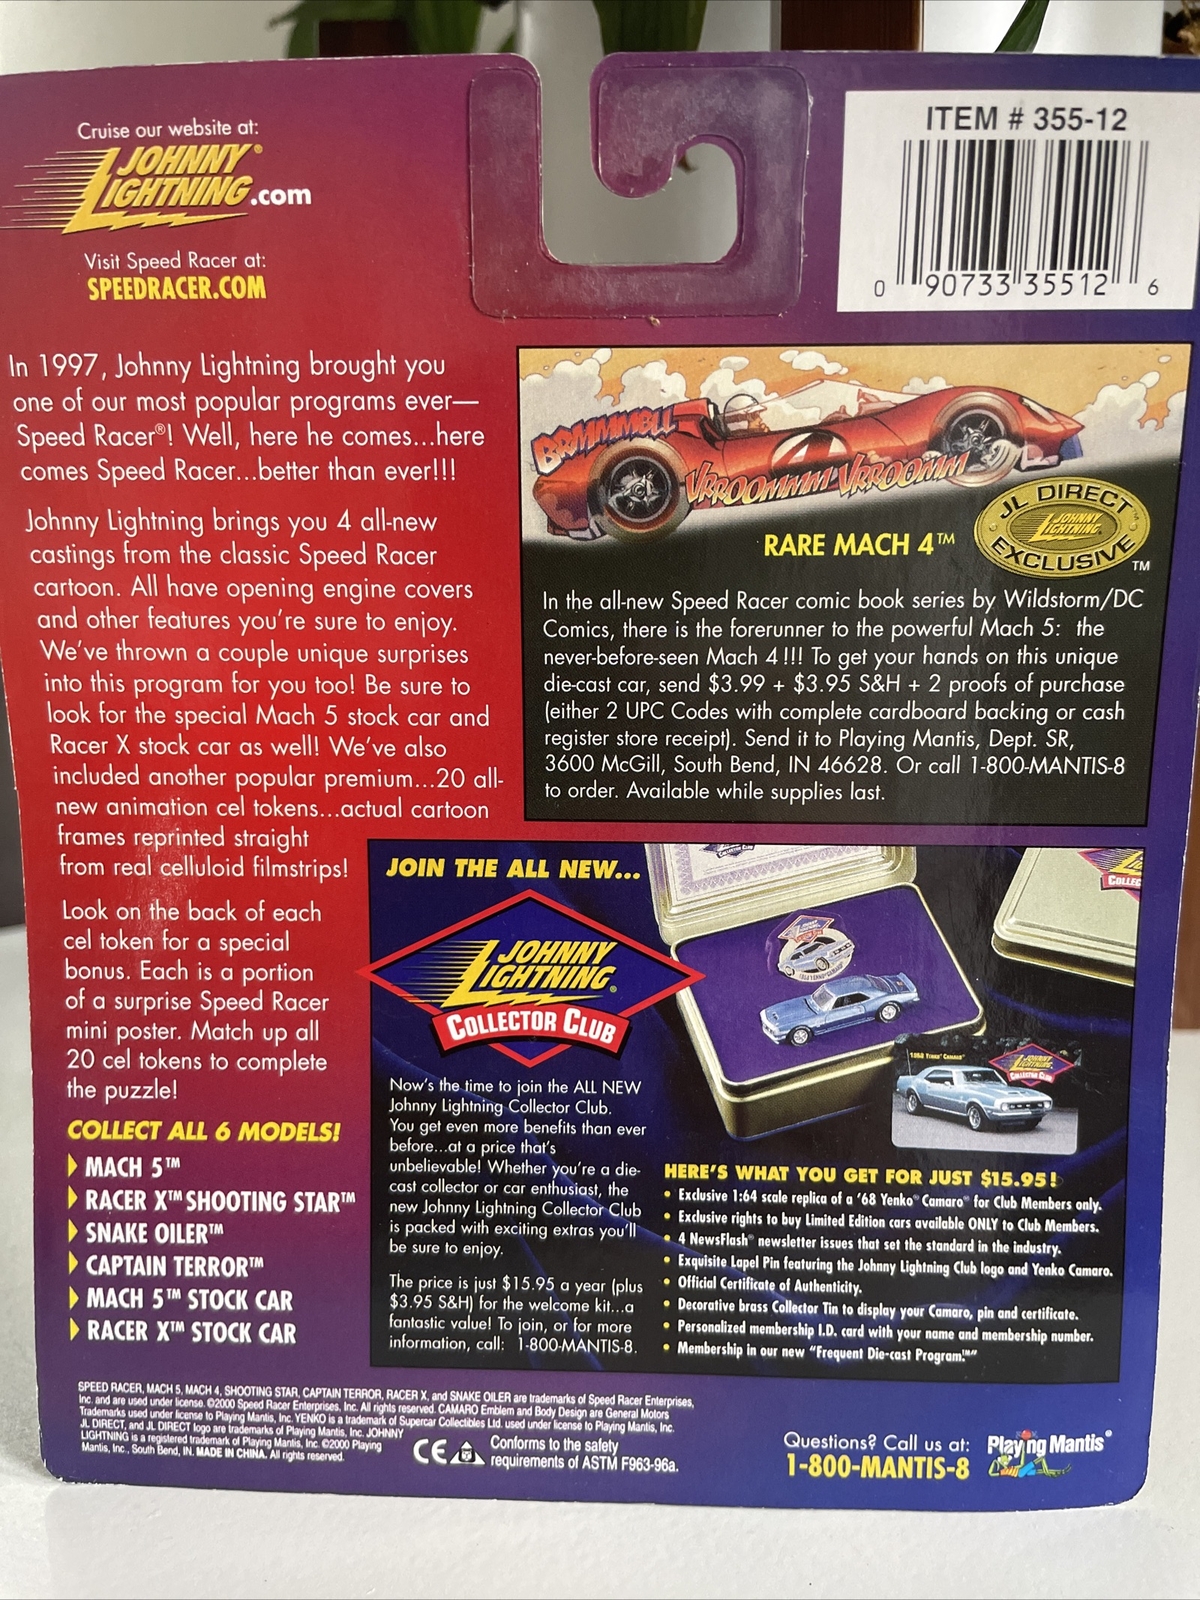 Cruise our website at:
JOHNNY
LIGHTNING®.com
Visit Speed Racer at:
SPEEDRACER.COM
ITEM # 355-12
0 90733 35512 6
In 1997, Johnny Lightning brought you
one of our most popular programs ever—
Speed Racer®! Well, here he comes...here
comes Speed Racer...better than ever!!!
Johnny Lightning brings you 4 all-new
castings from the classic Speed Racer
cartoon. All have opening engine covers
and other features you're sure to enjoy.
We've thrown a couple unique surprises
into this program for you too! Be sure to
look for the special Mach 5 stock car and
Racer X stock car as well! We've also
included another popular premium...20 all-
new animation cel tokens...actual cartoon
frames reprinted straight
from real celluloid filmstrips!
Look on the back of each
cel token for a special
bonus. Each is a portion
of a surprise Speed Racer
mini poster. Match up all
20 cel tokens to complete
the puzzle!
COLLECT ALL 6 MODELS!
MACH 5™
RACER X™ SHOOTING STAR™
SNAKE OILER™
CAPTAIN TERROR™
MACH 5™ STOCK CAR
RACER X™ STOCK CAR
BRMMMBLL
VRROOMMM VRROOMM
4
JL DIRECT
JOHNNY
LIGHTNING
EXCLUSIVE™
RARE MACH 4™
In the all-new Speed Racer comic book series by Wildstorm/DC
Comics, there is the forerunner to the powerful Mach 5: the
never-before-seen Mach 4!!! To get your hands on this unique
die-cast car, send $3.99 + $3.95 S&H + 2 proofs of purchase
(either 2 UPC Codes with complete cardboard backing or cash
register store receipt). Send it to Playing Mantis, Dept. SR,
3600 McGill, South Bend, IN 46628. Or call 1-800-MANTIS-8
to order. Available while supplies last.
JOIN THE ALL NEW...
JOHNNY
LIGHTNING®
COLLECTOR CLUB
COLLECTOR CLUB
1968 YENKO CAMARO
JOHNNY
LIGHTNING
COLLECTOR CLUB
Now's the time to join the ALL NEW
Johnny Lightning Collector Club.
You get even more benefits than ever
before...at a price that's
unbelievable! Whether you're a die-
cast collector or car enthusiast, the
new Johnny Lightning Collector Club
is packed with exciting extras you'll
be sure to enjoy.
The price is just $15.95 a year (plus
$3.95 S&H) for the welcome kit...a
fantastic value! To join, or for more
information, call: 1-800-MANTIS-8.
HERE'S WHAT YOU GET FOR JUST $15.95!
• Exclusive 1:64 scale replica of a '68 Yenko® Camaro® for Club Members only.
• Exclusive rights to buy Limited Edition cars available ONLY to Club Members.
• 4 NewsFlash® newsletter issues that set the standard in the industry.
• Exquisite Lapel Pin featuring the Johnny Lightning Club logo and Yenko Camaro.
• Official Certificate of Authenticity.
• Decorative brass Collector Tin to display your Camaro, pin and certificate.
• Personalized membership I.D. card with your name and membership number.
• Membership in our new "Frequent Die-cast Program.™"
SPEED RACER, MACH 5, MACH 4, SHOOTING STAR, CAPTAIN TERROR, RACER X, and SNAKE OILER are trademarks of Speed Racer Enterprises,
Inc. and are used under license. ©2000 Speed Racer Enterprises, Inc. All rights reserved. CAMARO Emblem and Body Design are General Motors
Trademarks used under license to Playing Mantis, Inc. YENKO is a trademark of Supercar Collectibles Ltd. used under license to Playing Mantis, Inc.
JL DIRECT, and JL DIRECT logo are trademarks of Playing Mantis, Inc. JOHNNY
LIGHTNING is a registered trademark of Playing Mantis, Inc. ©2000 Playing
Mantis, Inc., South Bend, IN. MADE IN CHINA. All rights reserved.
CE
Conforms to the safety
requirements of ASTM F963-96a.
Questions? Call us at:
1-800-MANTIS-8
Playing Mantis®